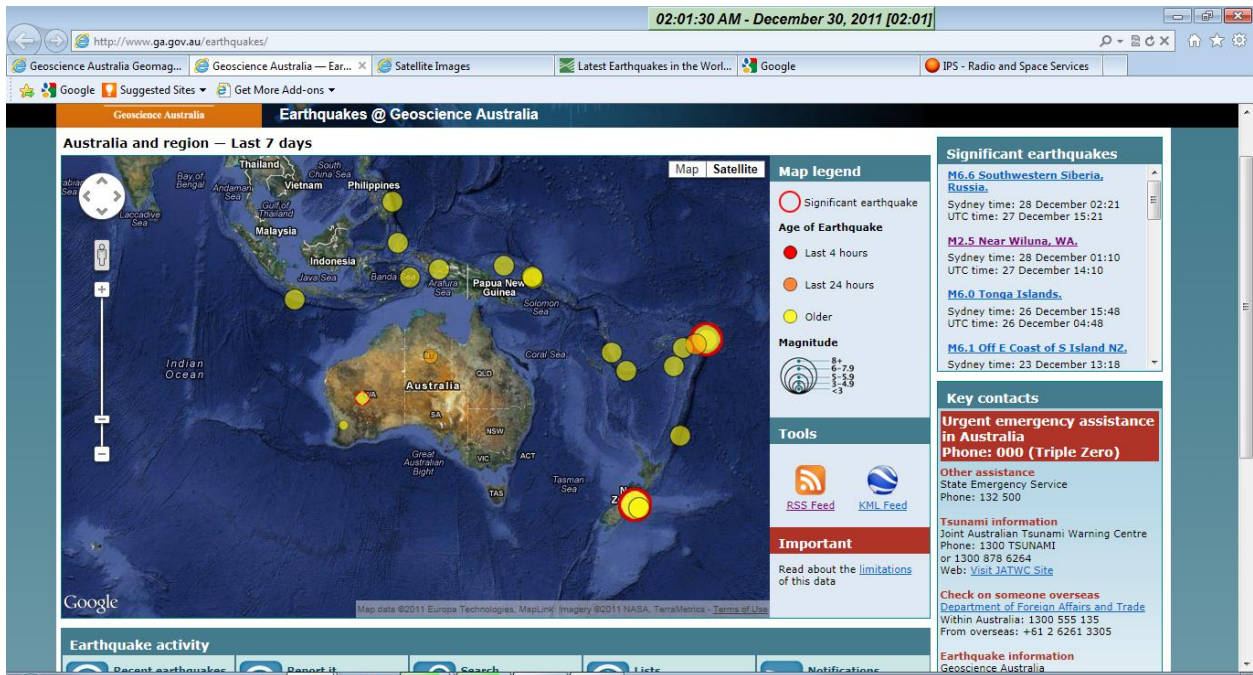 02:01:30 AM - December 30, 2011 [02:01]
http://www.ga.gov.au/earthquakes/
Geoscience Australia Geomag...
Geoscience Australia — Ear...
Satellite Images
Latest Earthquakes in the Worl...
Google
IPS - Radio and Space Services
Google
Suggested Sites
Get More Add-ons
Geoscience Australia
Earthquakes @ Geoscience Australia
Australia and region — Last 7 days
Map
Satellite
Thailand
South China Sea
Bay of Bengal
Andaman Sea
Vietnam
Philippines
Gulf of Thailand
Laccadive Sea
Malaysia
Indonesia
Java Sea
Banda
Arafura Sea
Papua New Guinea
Solomon Sea
Indian Ocean
Coral Sea
NT
QLD
Australia
WA
SA
NSW
Great Australian Bight
VIC
ACT
TAS
Tasman Sea
Google
Map data ©2011 Europa Technologies, MapLink Imagery ©2011 NASA, TerraMetrics - Terms of Use
Map legend
Significant earthquake
Age of Earthquake
Last 4 hours
Last 24 hours
Older
Magnitude
8+
6-7.9
5-5.9
3-4.9
<3
Tools
RSS Feed
KML Feed
Important
Read about the limitations
of this data
Significant earthquakes
M6.6 Southwestern Siberia,
Russia.
Sydney time: 28 December 02:21
UTC time: 27 December 15:21
M2.5 Near Wiluna, WA.
Sydney time: 28 December 01:10
UTC time: 27 December 14:10
M6.0 Tonga Islands.
Sydney time: 26 December 15:48
UTC time: 26 December 04:48
M6.1 Off E Coast of S Island NZ.
Sydney time: 23 December 13:18
Key contacts
Urgent emergency assistance
in Australia
Phone: 000 (Triple Zero)
Other assistance
State Emergency Service
Phone: 132 500
Tsunami information
Joint Australian Tsunami Warning Centre
Phone: 1300 TSUNAMI
or 1300 878 6264
Web: Visit JATWC Site
Check on someone overseas
Department of Foreign Affairs and Trade
Within Australia: 1300 555 135
From overseas: +61 2 6261 3305
Earthquake information
Geoscience Australia
Earthquake activity
Recent earthquakes
Report it
Search
Lists
Notifications